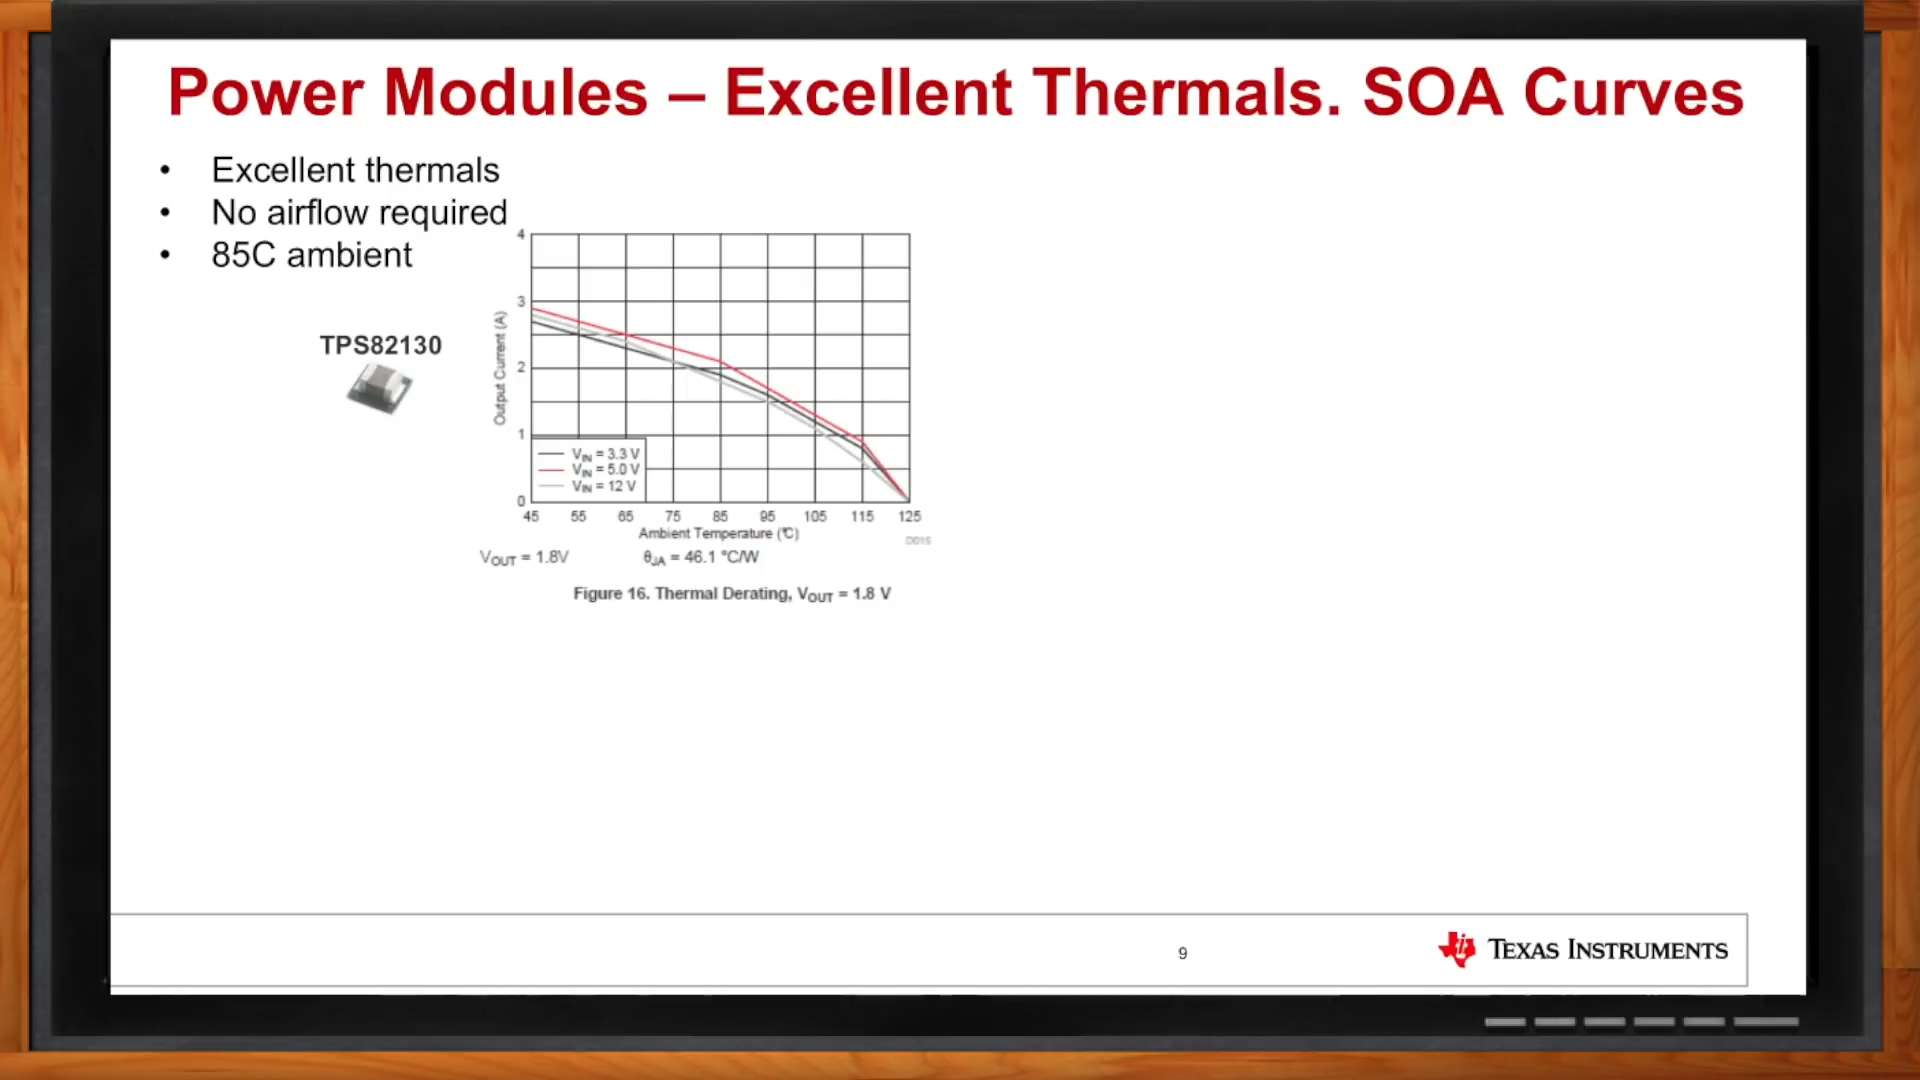 Power Modules – Excellent Thermals. SOA Curves
• Excellent thermals
• No airflow required
• 85C ambient
TPS82130
4
3
2
1
0
Output Current (A)
VIN = 3.3 V
VIN = 5.0 V
VIN = 12 V
45 55 65 75 85 95 105 115 125
Ambient Temperature (°C)
D015
VOUT = 1.8V θJA = 46.1 °C/W
Figure 16. Thermal Derating, VOUT = 1.8 V
9
TEXAS INSTRUMENTS